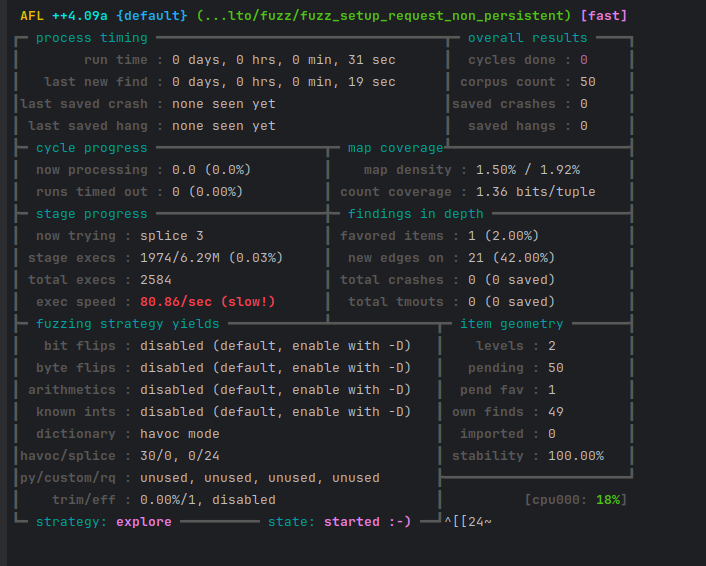 AFL ++4.09a {default} (...lto/fuzz/fuzz_setup_request_non_persistent) [fast]
process timing overall results
run time : 0 days, 0 hrs, 0 min, 31 sec cycles done : 0
last new find : 0 days, 0 hrs, 0 min, 19 sec corpus count : 50
last saved crash : none seen yet saved crashes : 0
last saved hang : none seen yet saved hangs : 0
cycle progress map coverage
now processing : 0.0 (0.0%) map density : 1.50% / 1.92%
runs timed out : 0 (0.00%) count coverage : 1.36 bits/tuple
stage progress findings in depth
now trying : splice 3 favored items : 1 (2.00%)
stage execs : 1974/6.29M (0.03%) new edges on : 21 (42.00%)
total execs : 2584 total crashes : 0 (0 saved)
exec speed : 80.86/sec (slow!) total tmouts : 0 (0 saved)
fuzzing strategy yields item geometry
bit flips : disabled (default, enable with -D) levels : 2
byte flips : disabled (default, enable with -D) pending : 50
arithmetics : disabled (default, enable with -D) pend fav : 1
known ints : disabled (default, enable with -D) own finds : 49
dictionary : havoc mode imported : 0
havoc/splice : 30/0, 0/24 stability : 100.00%
py/custom/rq : unused, unused, unused, unused
trim/eff : 0.00%/1, disabled [cpu000: 18%]
strategy: explore state: started :-) ^[[24~